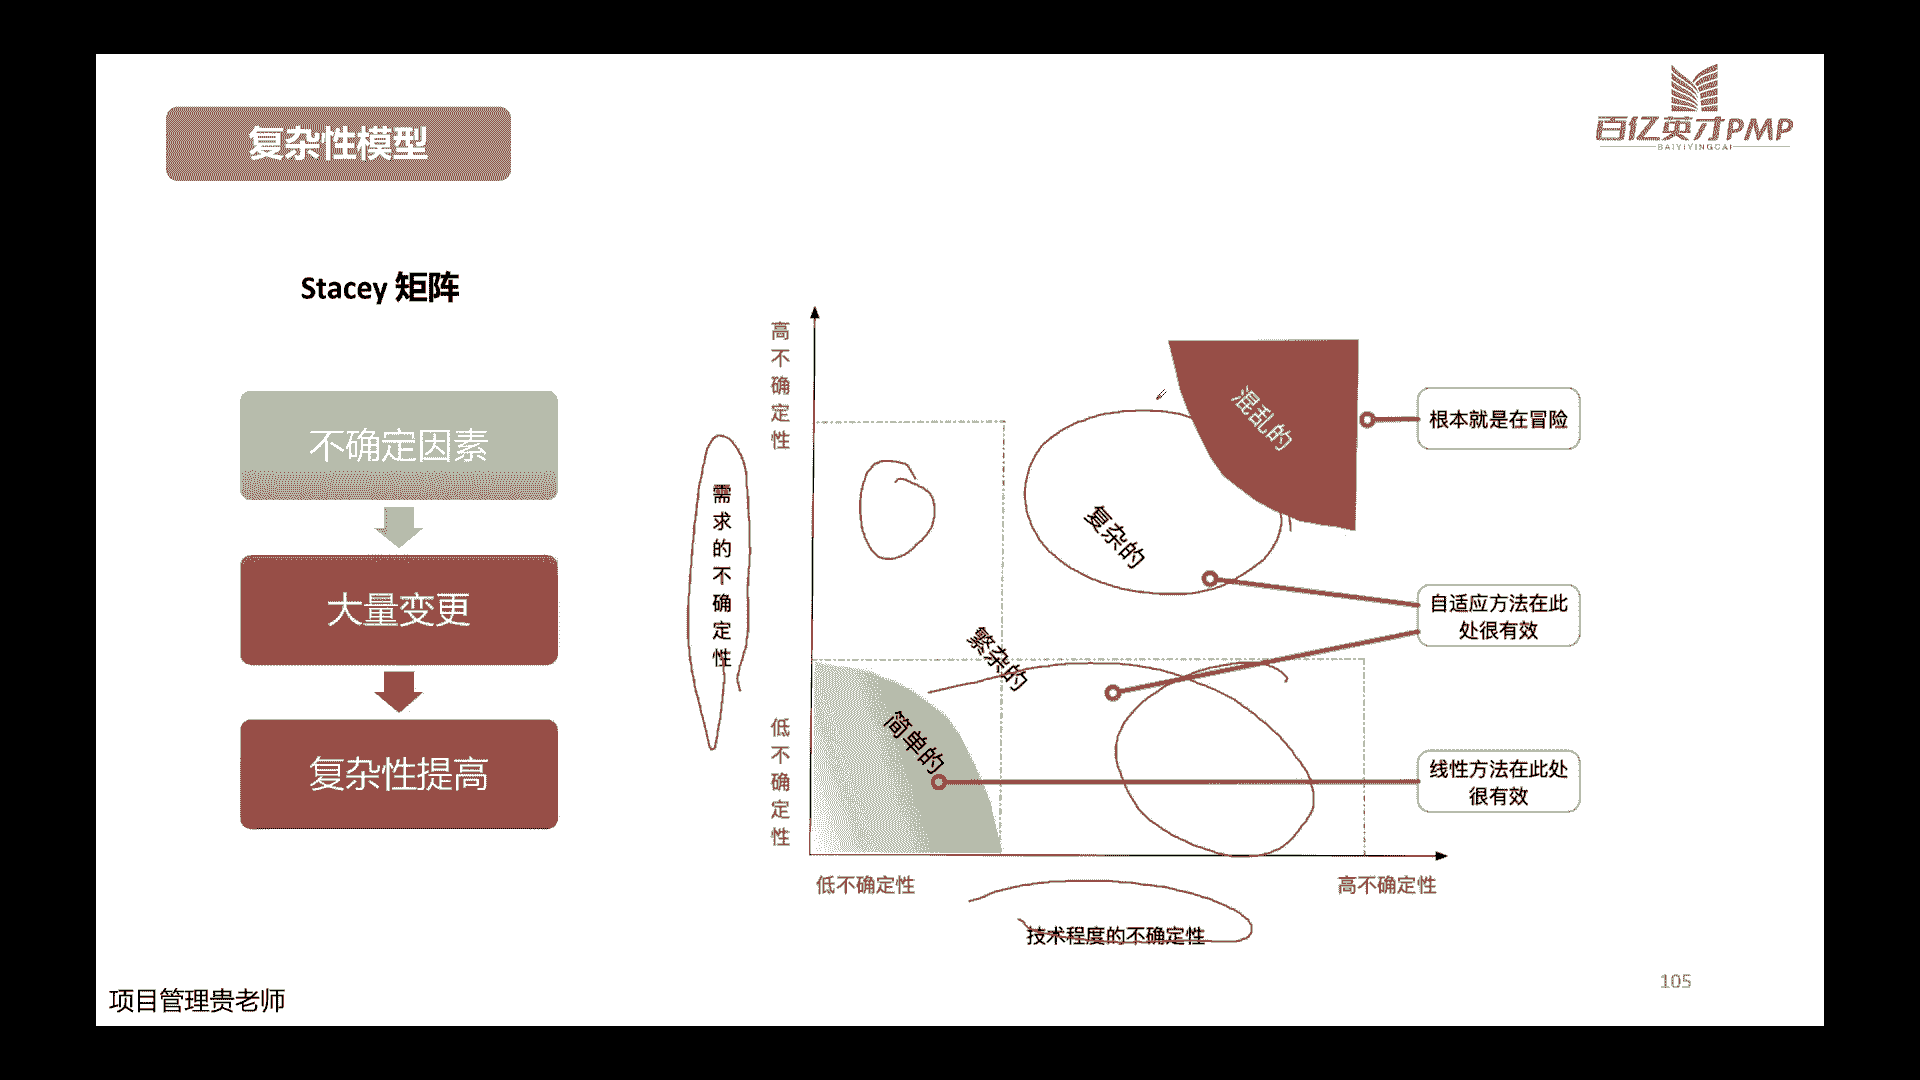 复杂性模型
百亿英才PMP
BAIYIYINGCAI
Stacey 矩阵
不确定因素
大量变更
复杂性提高
高不确定性
需求的不确定性
低不确定性
混乱的
复杂的
繁杂的
简单的
根本就是在冒险
自适应方法在此
处很有效
线性方法在此处
很有效
低不确定性
高不确定性
技术程度的不确定性
105
项目管理贵老师